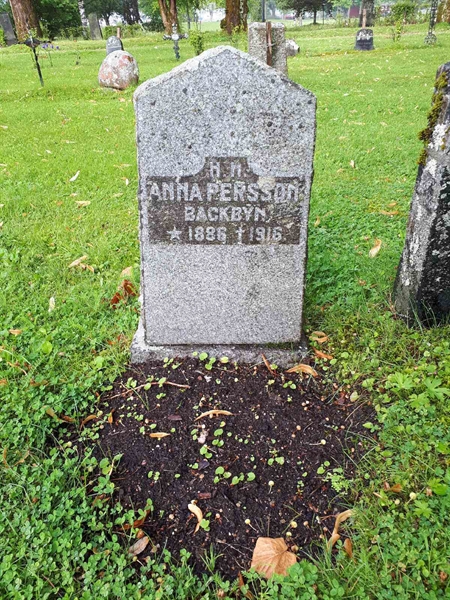 H. H.
ANNA PERSSON
BACKBYN
★ 1886 † 1916